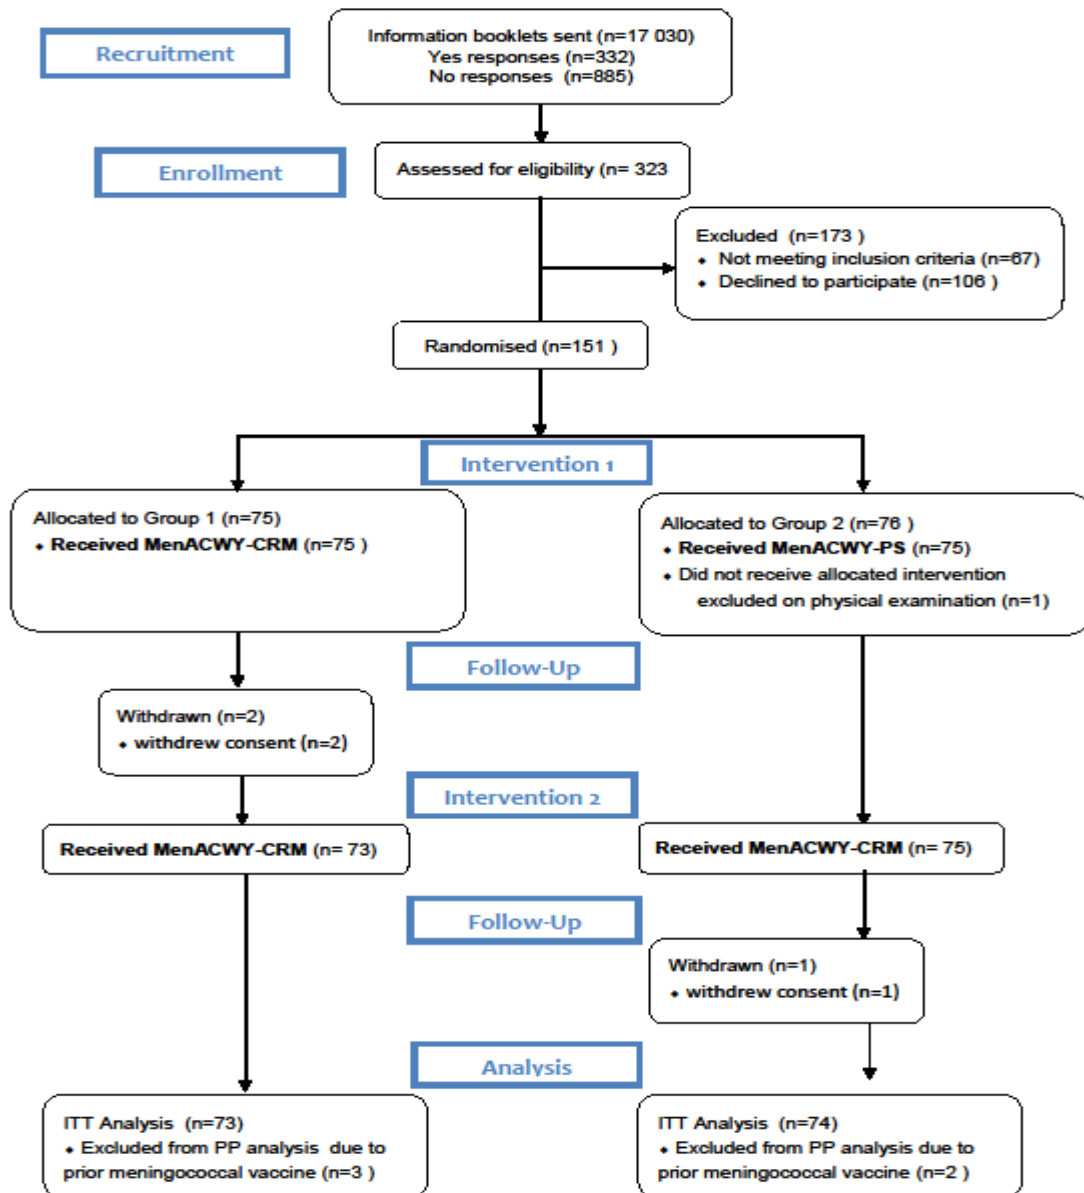 Recruitment
Information booklets sent (n=17 030)
Yes responses (n=332)
No responses (n=885)
Enrollment
Assessed for eligibility (n= 323
Excluded (n=173 )
• Not meeting inclusion criteria (n=67)
• Declined to participate (n=106 )
Randomised (n=151 )
Intervention 1
Allocated to Group 1 (n=75)
• Received MenACWY-CRM (n=75 )
Allocated to Group 2 (n=76 )
• Received MenACWY-PS (n=75)
• Did not receive allocated intervention
excluded on physical examination (n=1)
Follow-Up
Withdrawn (n=2)
• withdrew consent (n=2)
Intervention 2
Received MenACWY-CRM (n= 73)
Received MenACWY-CRM (n= 75)
Follow-Up
Withdrawn (n=1)
• withdrew consent (n=1)
Analysis
ITT Analysis (n=73)
• Excluded from PP analysis due to
prior meningococcal vaccine (n=3 )
ITT Analysis (n=74)
• Excluded from PP analysis due to
prior meningococcal vaccine (n=2 )